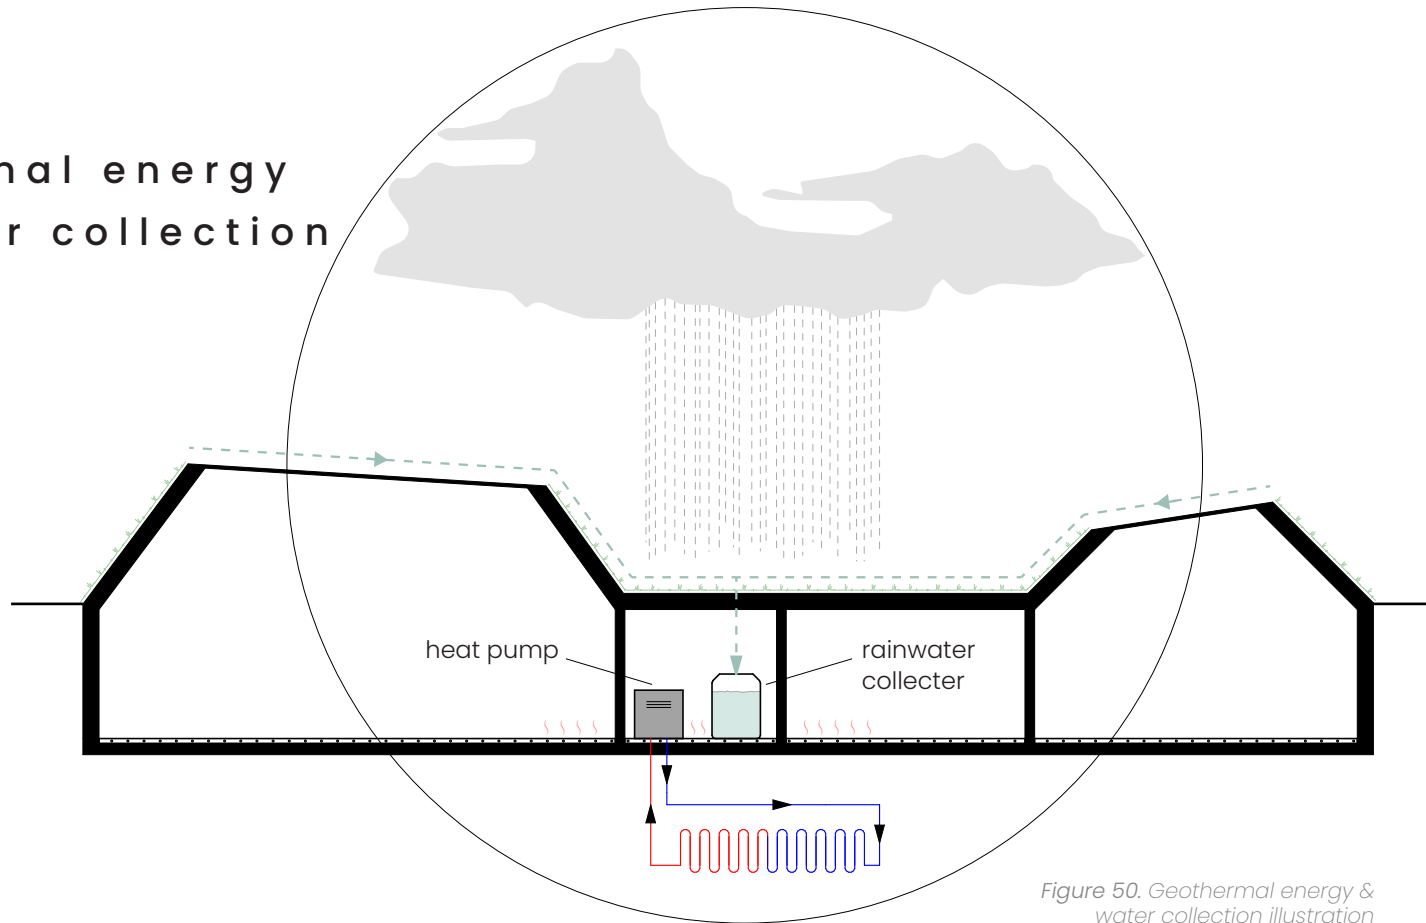 nal energy
r collection
heat pump
rainwater
collecter
Figure 50. Geothermal energy &
water collection illustration